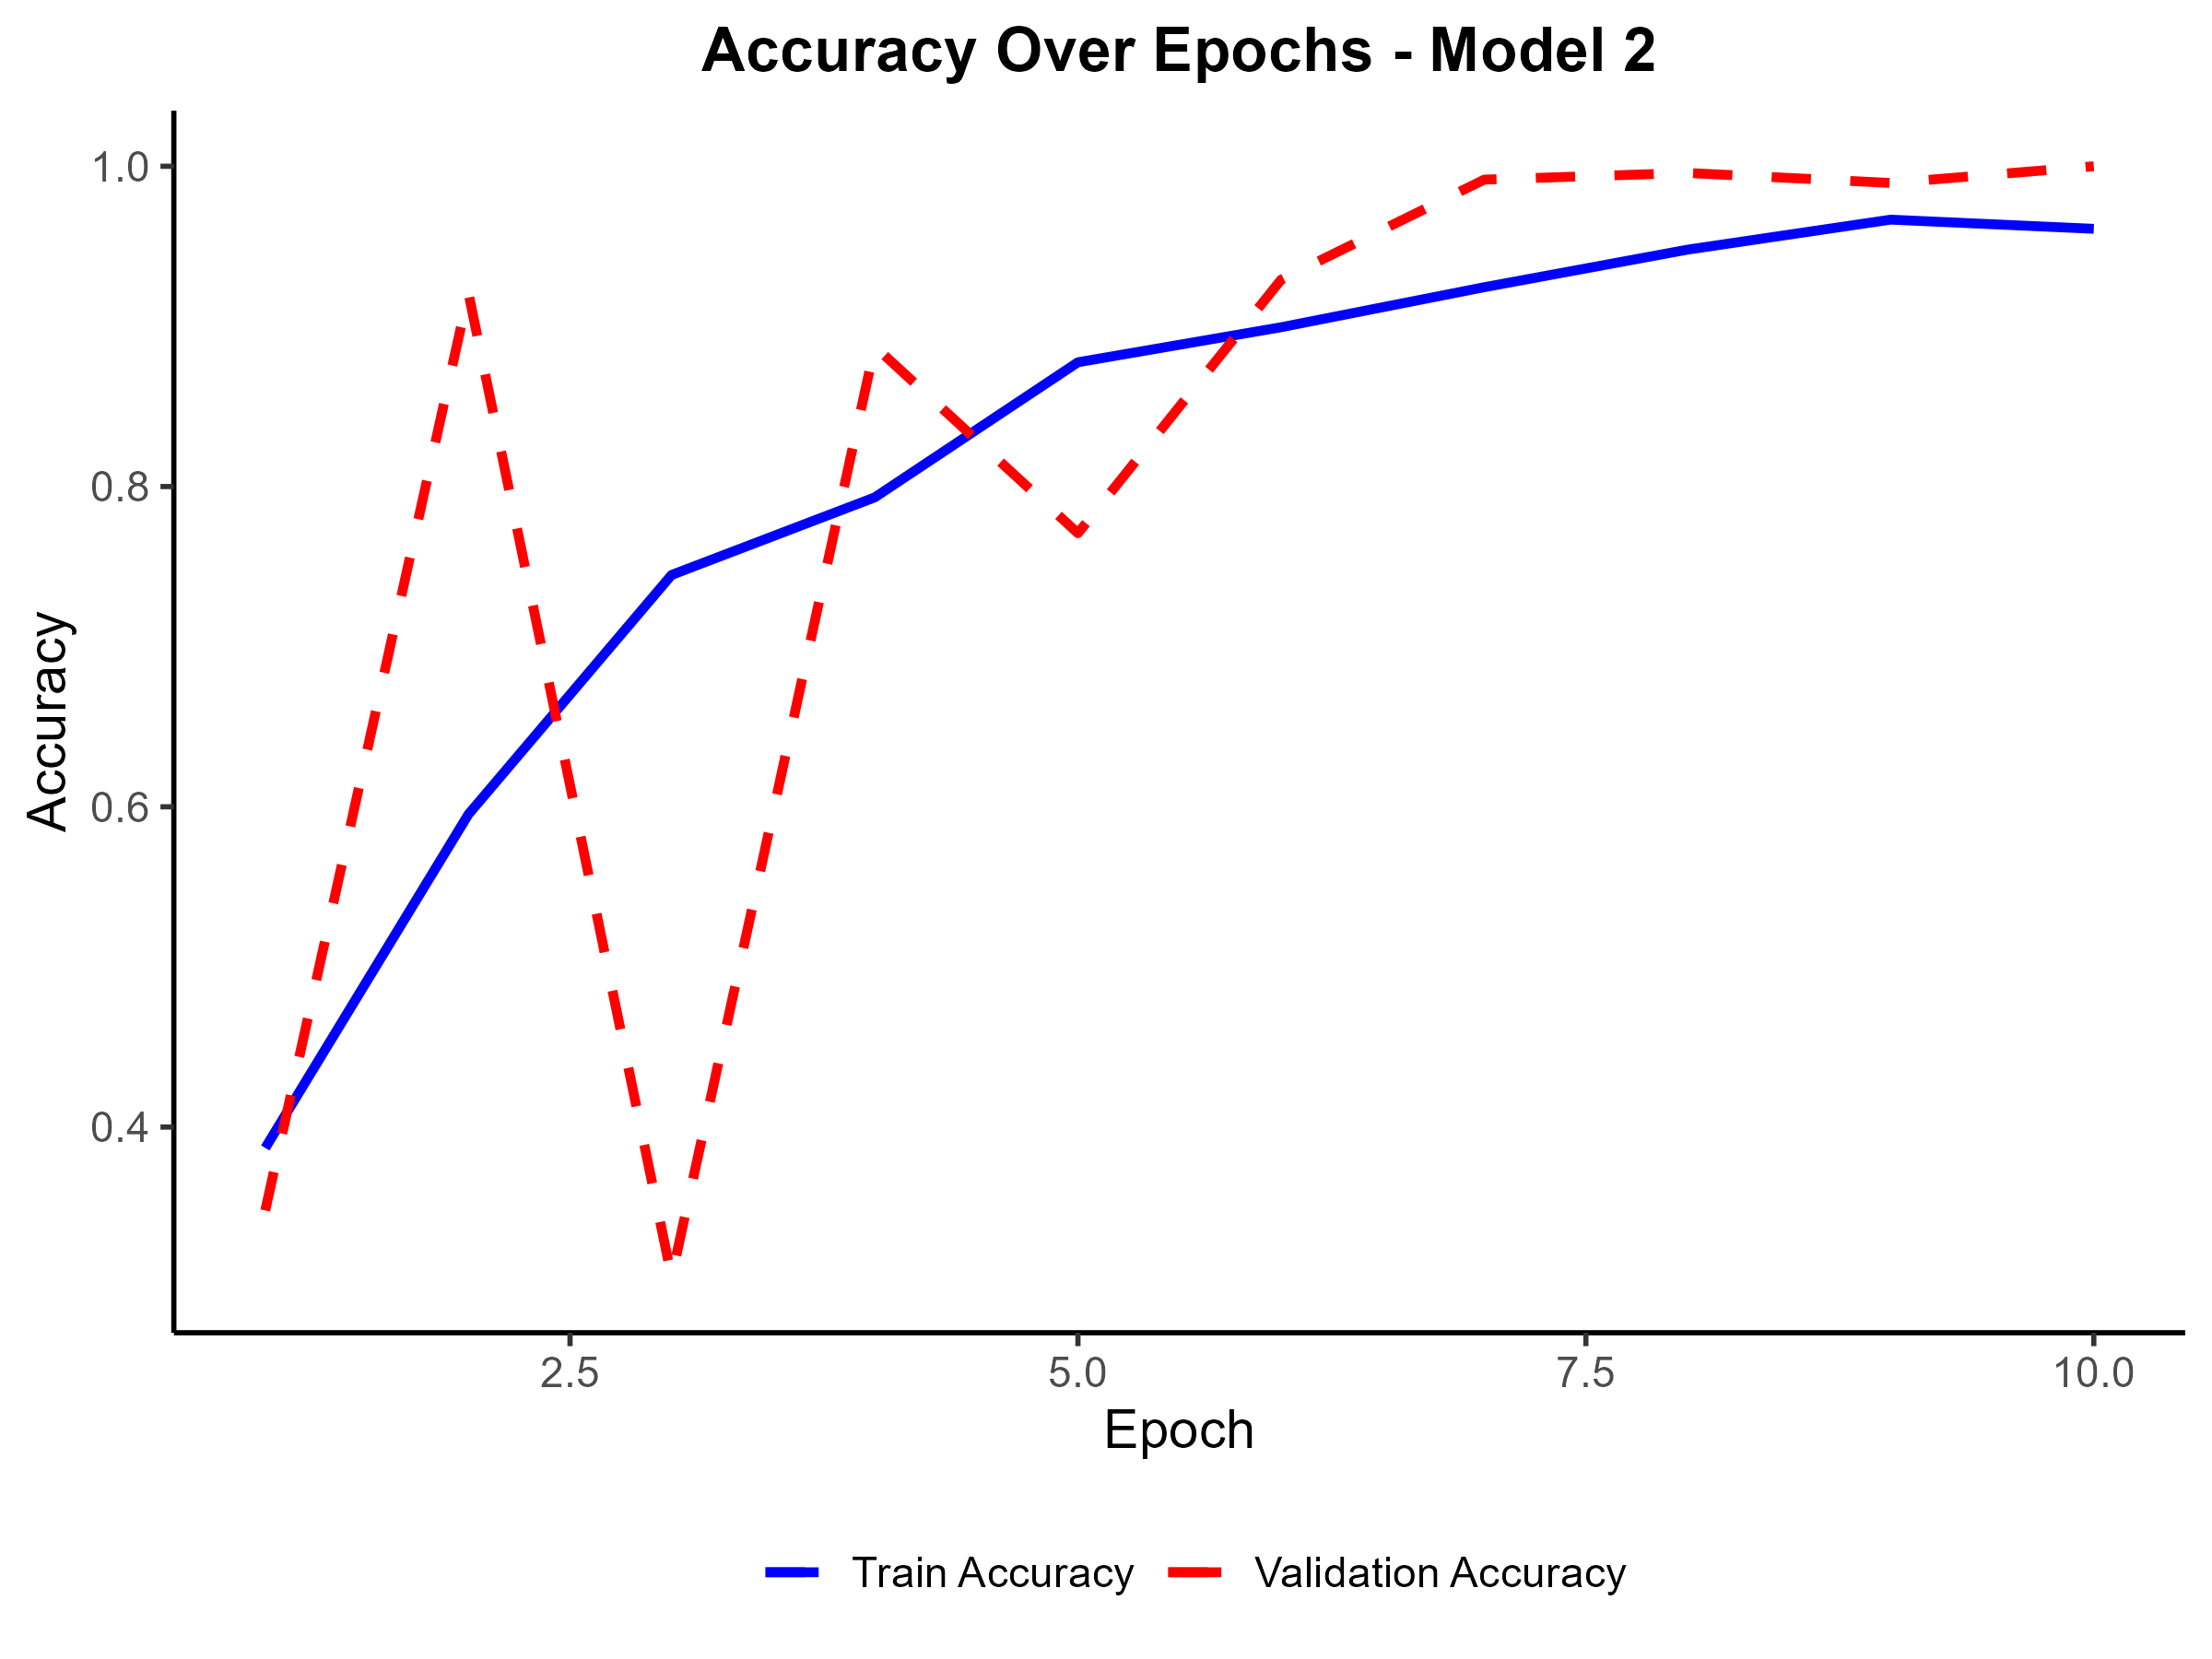 Accuracy Over Epochs - Model 2
Accuracy
1.0
0.8
0.6
0.4
2.5 5.0 7.5 10.0
Epoch
Train Accuracy Validation Accuracy